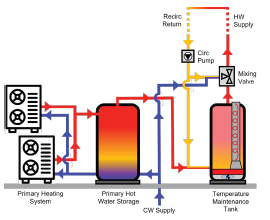 Recirc
Return
HW
Supply
Circ
Pump
Mixing
Valve
Primary Heating
System
Primary Hot
Water Storage
CW Supply
Temperature
Maintenance
Tank